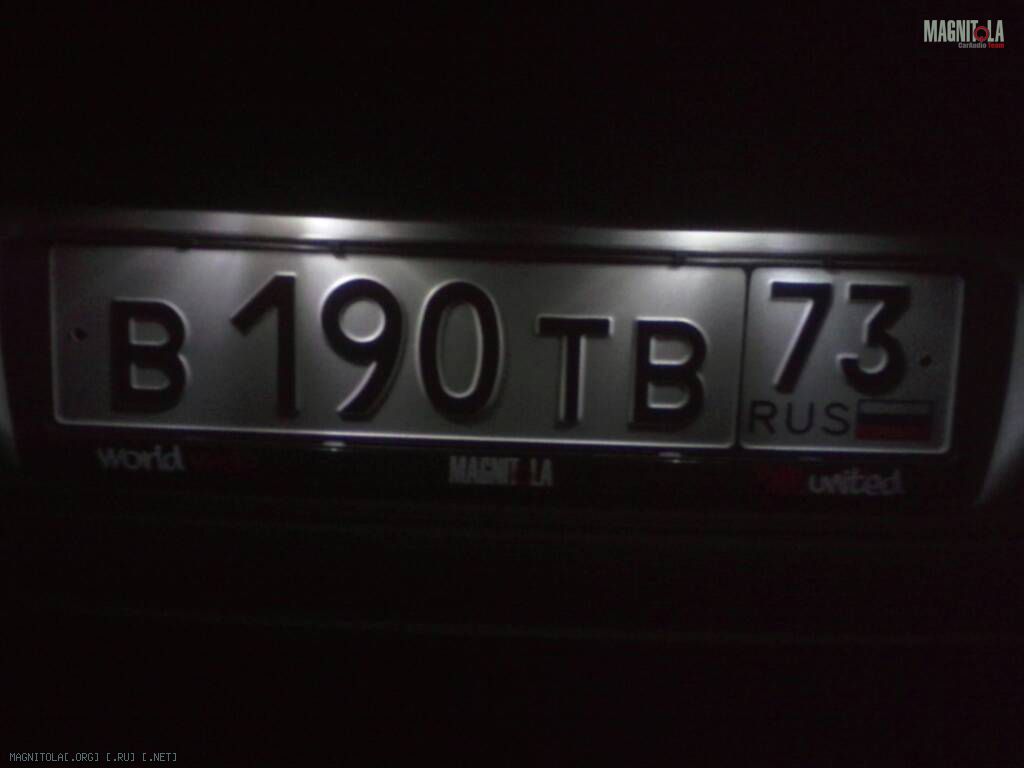 MAGNITOLA
CarAudio Team
В 190 ТВ 73
RUS
world
MAGNITOLA
united
MAGNITOLA[.ORG] [.RU] [.NET]